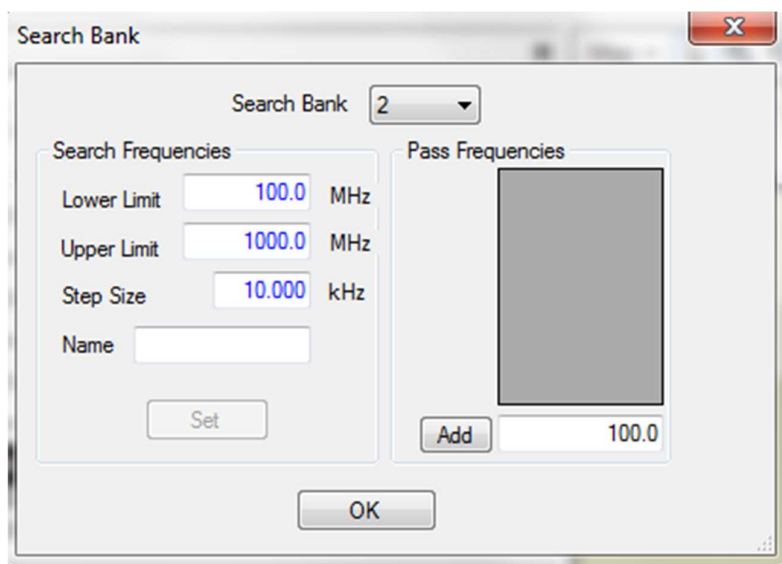 Search Bank
Search Bank 2
Search Frequencies
Lower Limit 100.0 MHz
Upper Limit 1000.0 MHz
Step Size 10.000 kHz
Name
Set
Pass Frequencies
Add 100.0
OK